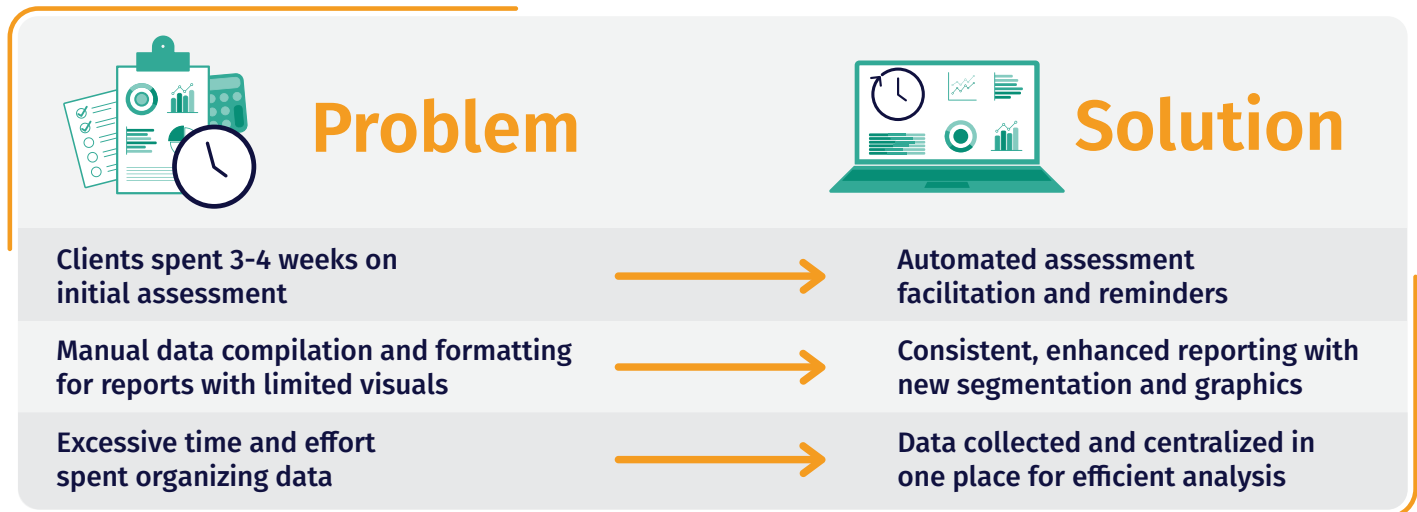 Problem
Solution
Clients spent 3-4 weeks on
initial assessment
Automated assessment
facilitation and reminders
Manual data compilation and formatting
for reports with limited visuals
Consistent, enhanced reporting with
new segmentation and graphics
Excessive time and effort
spent organizing data
Data collected and centralized in
one place for efficient analysis